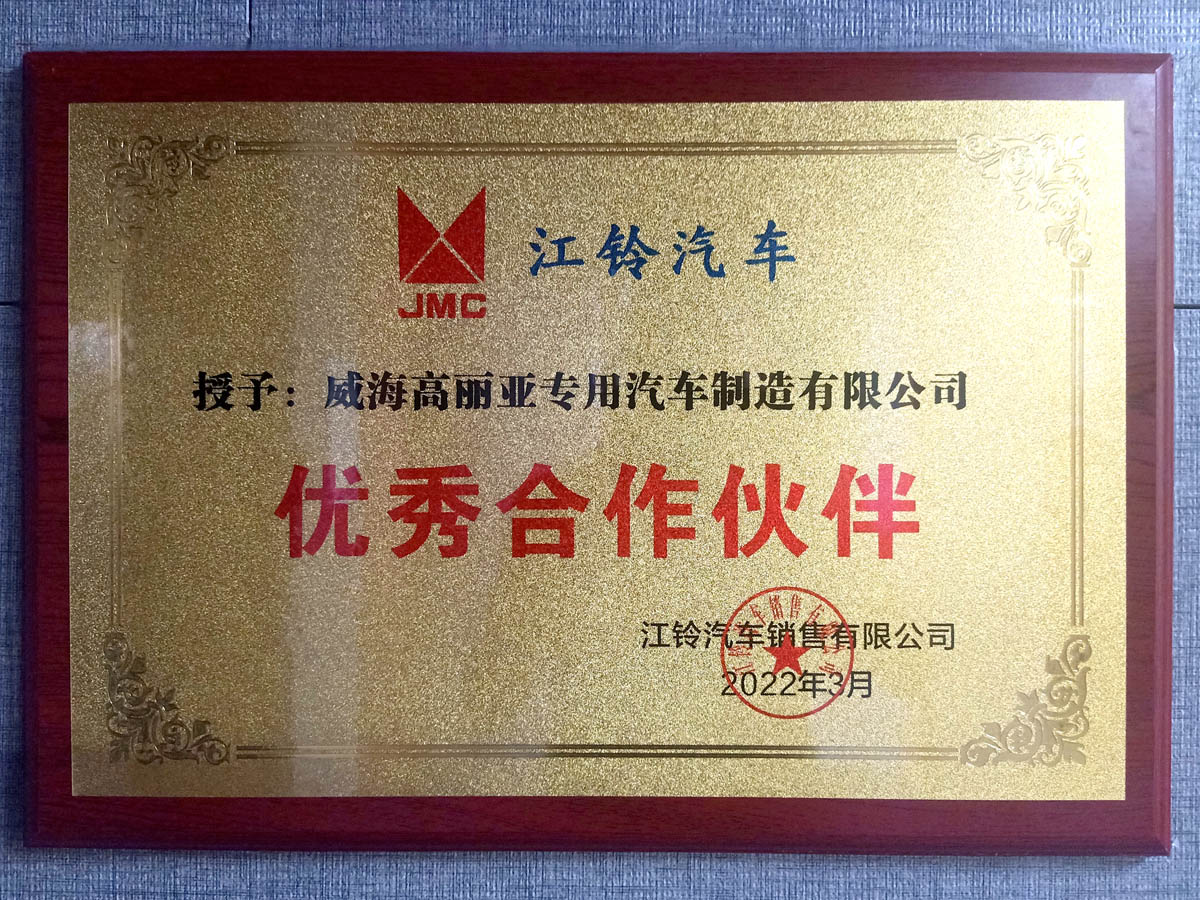 江铃汽车
JMC
授予：威海高丽亚专用汽车制造有限公司
优秀合作伙伴
江铃汽车销售有限公司
2022年3月